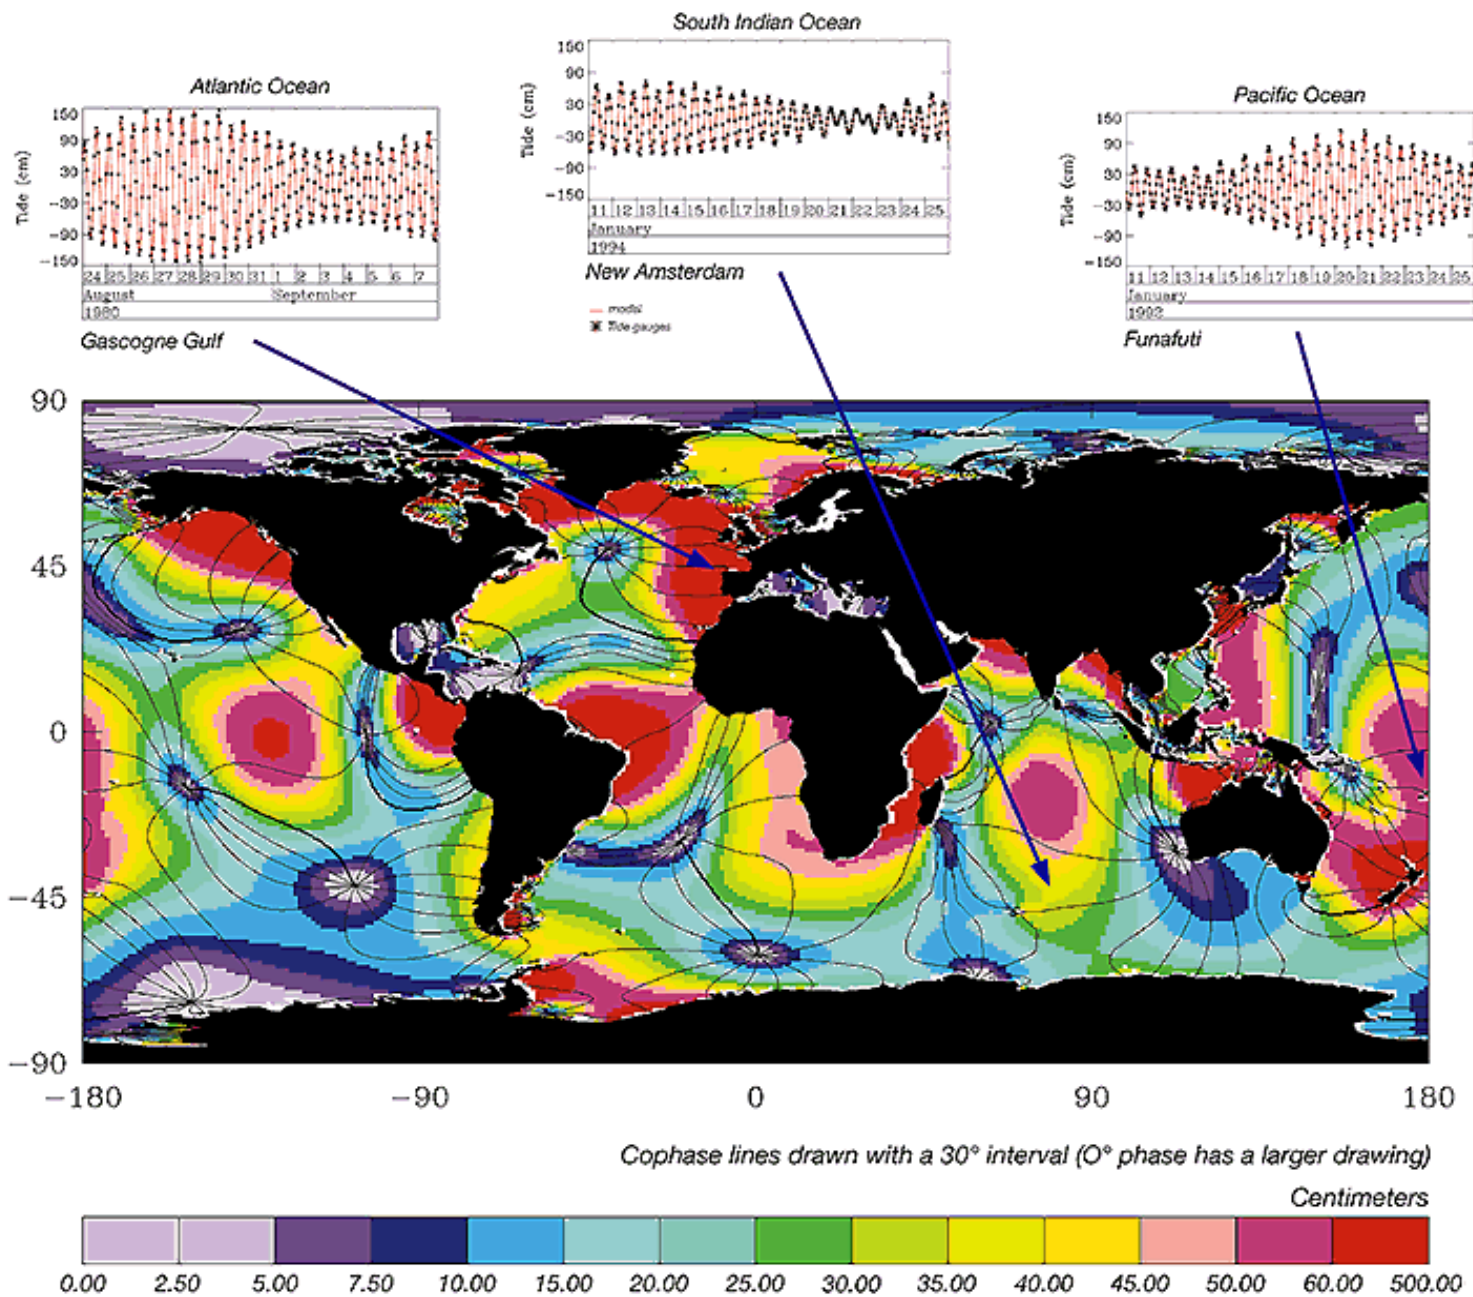 South Indian Ocean
150
90
30
−30
−90
−150
Tide (cm)
11 12 13 14 15 16 17 18 19 20 21 22 23 24 25
January
1994
New Amsterdam
model
Tide gauges
Atlantic Ocean
150
90
30
−30
−90
−150
Tide (cm)
24 25 26 27 28 29 30 31 1 2 3 4 5 6 7
August September
1980
Gascogne Gulf
Pacific Ocean
150
90
30
−30
−90
−150
Tide (cm)
11 12 13 14 15 16 17 18 19 20 21 22 23 24 25
January
1992
Funafuti
90
45
0
−45
−90
−180 −90 0 90 180
Cophase lines drawn with a 30° interval (O° phase has a larger drawing)
Centimeters
0.00 2.50 5.00 7.50 10.00 15.00 20.00 25.00 30.00 35.00 40.00 45.00 50.00 60.00 500.00